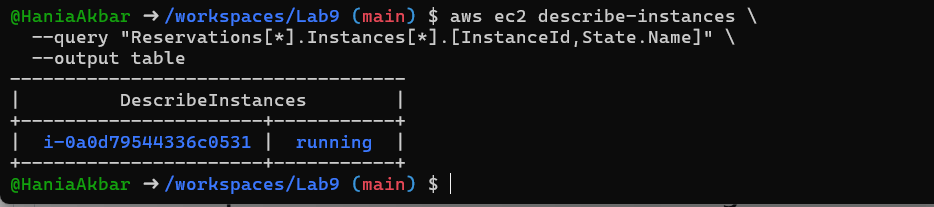 @HaniaAkbar ➜ /workspaces/Lab9 (main) $ aws ec2 describe-instances \
  --query "Reservations[*].Instances[*].[InstanceId,State.Name]" \
  --output table
-------------------------------------
|         DescribeInstances         |
+-----------------------+-----------+
|  i-0a0d79544336c0531 |  running  |
+-----------------------+-----------+
@HaniaAkbar ➜ /workspaces/Lab9 (main) $